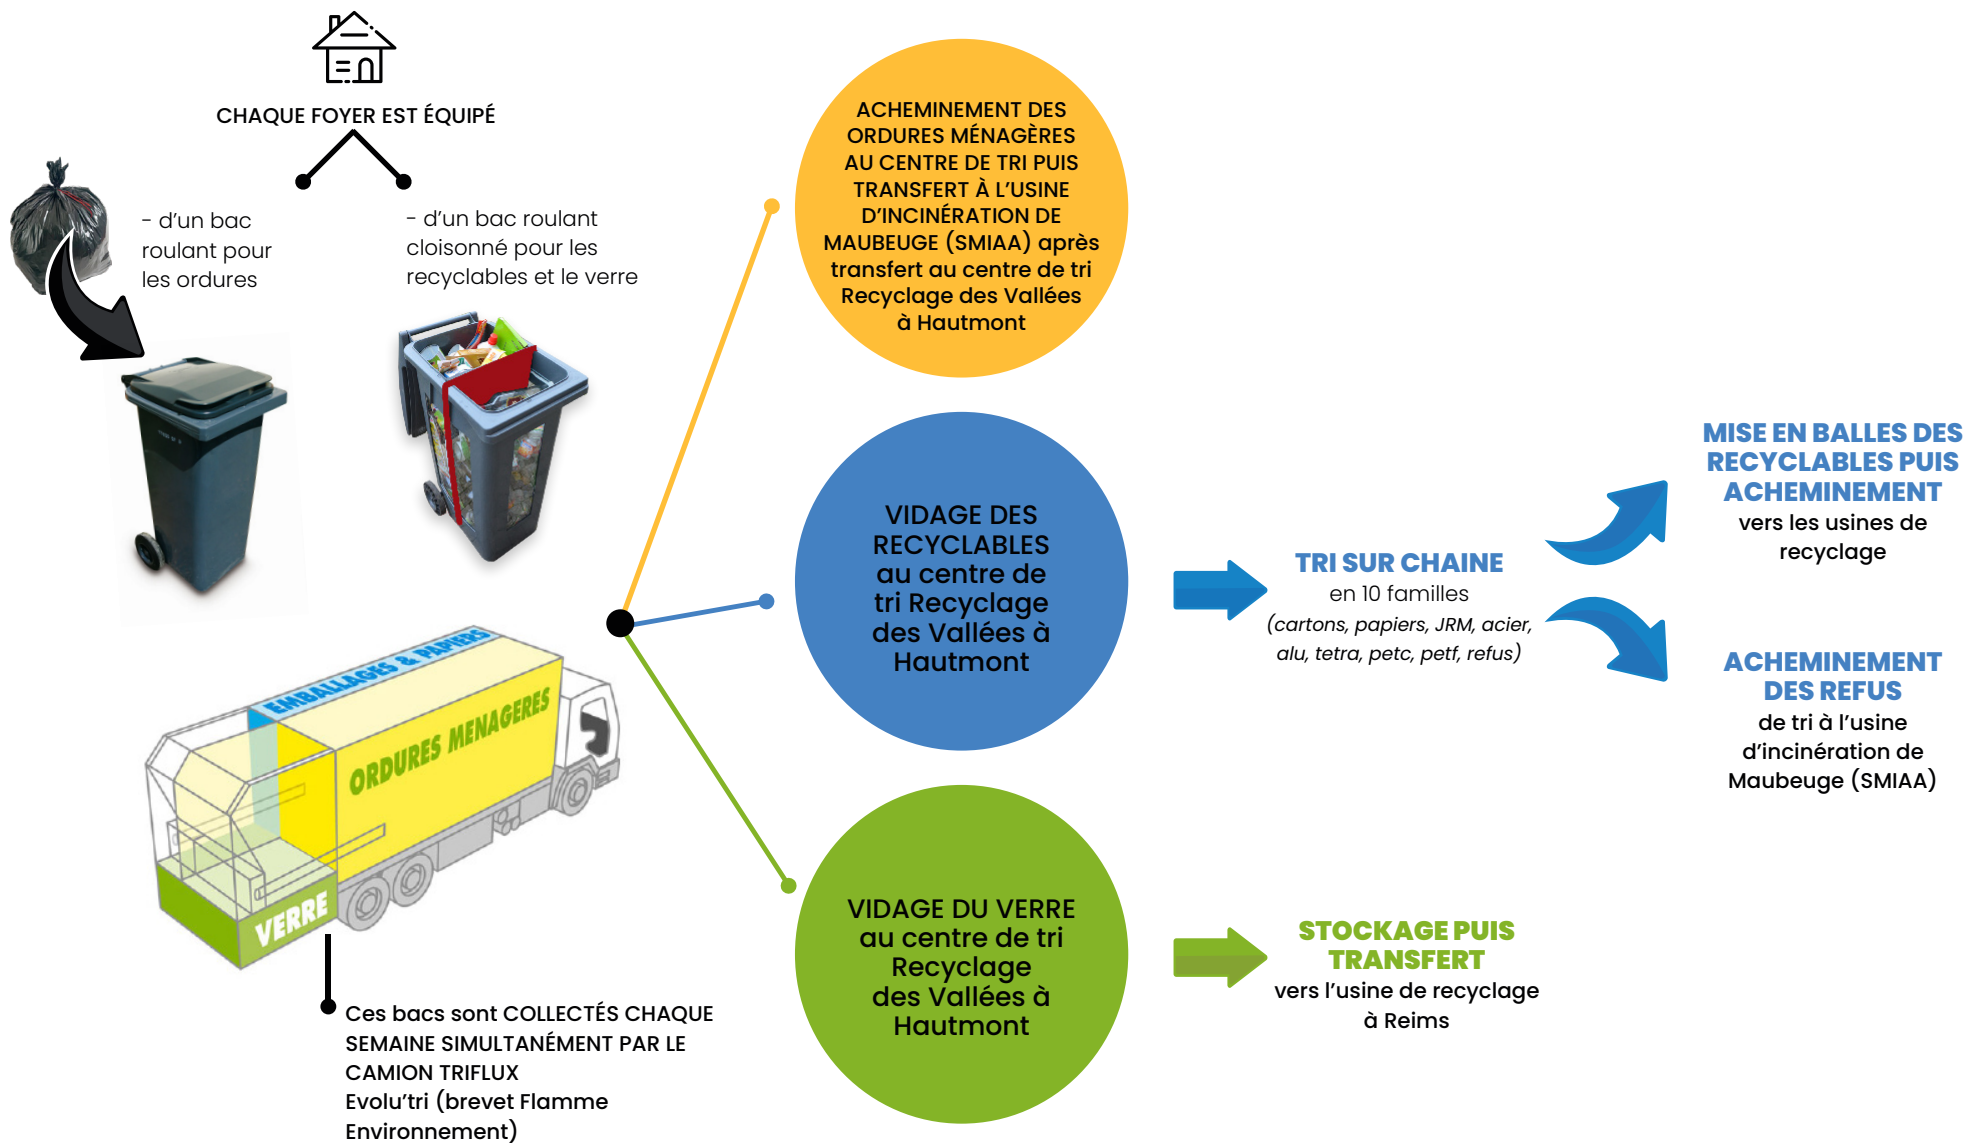 CHAQUE FOYER EST ÉQUIPÉ
- d'un bac
roulant pour
les ordures
- d'un bac roulant
cloisonné pour les
recyclables et le verre
EMBALLAGES & PAPIERS
ORDURES MENAGERES
VERRE
Ces bacs sont COLLECTÉS CHAQUE
SEMAINE SIMULTANÉMENT PAR LE
CAMION TRIFLUX
Evolu'tri (brevet Flamme
Environnement)
ACHEMINEMENT DES
ORDURES MÉNAGÈRES
AU CENTRE DE TRI PUIS
TRANSFERT À L'USINE
D'INCINÉRATION DE
MAUBEUGE (SMIAA) après
transfert au centre de tri
Recyclage des Vallées
à Hautmont
VIDAGE DES
RECYCLABLES
au centre de
tri Recyclage
des Vallées à
Hautmont
TRI SUR CHAINE
en 10 familles
(cartons, papiers, JRM, acier,
alu, tetra, petc, petf, refus)
MISE EN BALLES DES
RECYCLABLES PUIS
ACHEMINEMENT
vers les usines de
recyclage
ACHEMINEMENT
DES REFUS
de tri à l'usine
d'incinération de
Maubeuge (SMIAA)
VIDAGE DU VERRE
au centre de tri
Recyclage
des Vallées à
Hautmont
STOCKAGE PUIS
TRANSFERT
vers l'usine de recyclage
à Reims